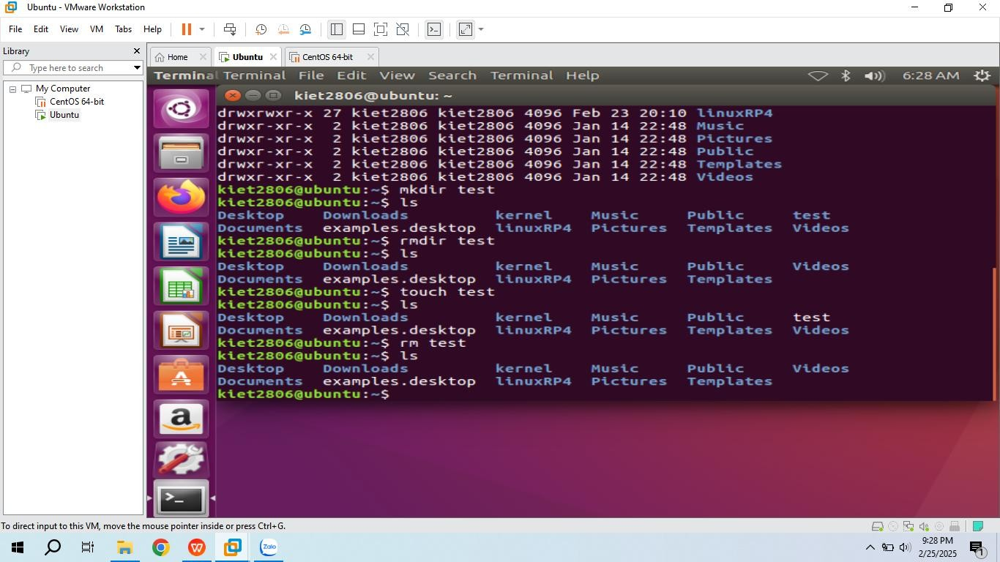 Ubuntu - VMware Workstation
File Edit View VM Tabs Help
Library
Type here to search
My Computer
CentOS 64-bit
Ubuntu
Home Ubuntu CentOS 64-bit
Terminal Terminal File Edit View Search Terminal Help 6:28 AM
kiet2806@ubuntu: ~
drwxrwxr-x 27 kiet2806 kiet2806 4096 Feb 23 20:10 linuxRP4
drwxr-xr-x 2 kiet2806 kiet2806 4096 Jan 14 22:48 Music
drwxr-xr-x 2 kiet2806 kiet2806 4096 Jan 14 22:48 Pictures
drwxr-xr-x 2 kiet2806 kiet2806 4096 Jan 14 22:48 Public
drwxr-xr-x 2 kiet2806 kiet2806 4096 Jan 14 22:48 Templates
drwxr-xr-x 2 kiet2806 kiet2806 4096 Jan 14 22:48 Videos
kiet2806@ubuntu:~$ mkdir test
kiet2806@ubuntu:~$ ls
Desktop Downloads kernel Music Public test
Documents examples.desktop linuxRP4 Pictures Templates Videos
kiet2806@ubuntu:~$ rmdir test
kiet2806@ubuntu:~$ ls
Desktop Downloads kernel Music Public Videos
Documents examples.desktop linuxRP4 Pictures Templates
kiet2806@ubuntu:~$ touch test
kiet2806@ubuntu:~$ ls
Desktop Downloads kernel Music Public test
Documents examples.desktop linuxRP4 Pictures Templates Videos
kiet2806@ubuntu:~$ rm test
kiet2806@ubuntu:~$ ls
Desktop Downloads kernel Music Public Videos
Documents examples.desktop linuxRP4 Pictures Templates
kiet2806@ubuntu:~$
a
>_
To direct input to this VM, move the mouse pointer inside or press Ctrl+G.
Zalo
9:28 PM
2/25/2025
1